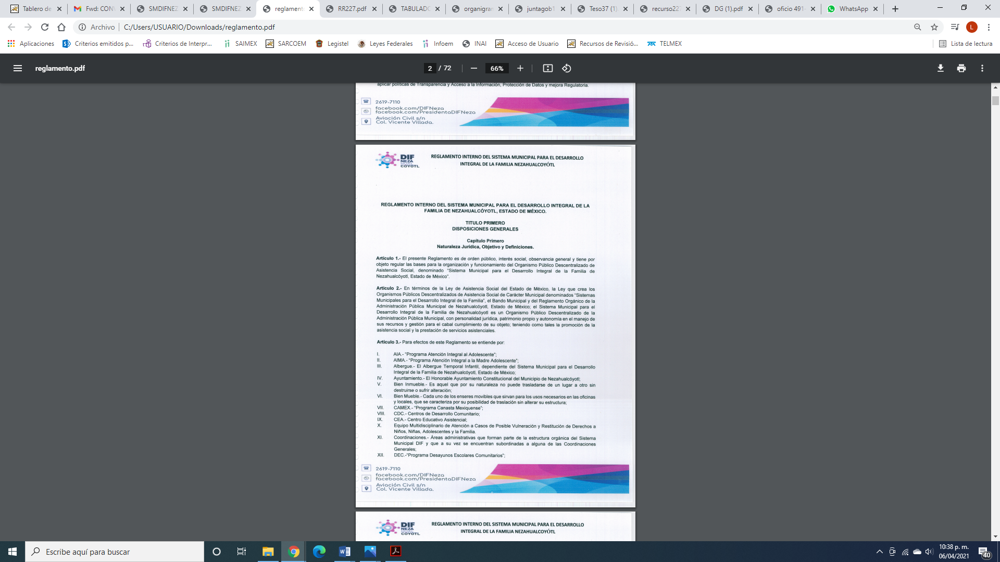 Tablero de
Fwd: CONV
SMDIFNEZ
SMDIFNEZ
reglamento
RR227.pdf
TABULADO
organigram
juntagob1
Teso37 (1)
recurso227
DG (1).pdf
oficio 491-
WhatsApp
Archivo | C:/Users/USUARIO/Downloads/reglamento.pdf
L
Aplicaciones
Criterios emitidos p...
Criterios de Interpr...
SAIMEX
SARCOEM
Legistel
Leyes Federales
Infoem
INAI
Acceso de Usuario
Recursos de Revisió...
TELMEX
Lista de lectura
reglamento.pdf
2 / 72
66%
aplicar políticas de Transparencia y Acceso a la Información, Protección de Datos y mejora Regulatoria.
2619-7110
facebook.com/DIFNeza
facebook.com/PresidentaDIFNeza
Aviación Civil s/n
Col. Vicente Villada.
DIF
NEZA
HUAL
COYOTL
REGLAMENTO INTERNO DEL SISTEMA MUNICIPAL PARA EL DESARROLLO
INTEGRAL DE LA FAMILIA NEZAHUALCOYÓTL
REGLAMENTO INTERNO DEL SISTEMA MUNICIPAL PARA EL DESARROLLO INTEGRAL DE LA
FAMILIA DE NEZAHUALCÓYOTL, ESTADO DE MÉXICO.
TITULO PRIMERO
DISPOSICIONES GENERALES
Capítulo Primero
Naturaleza Jurídica, Objetivo y Definiciones.
Artículo 1.- El presente Reglamento es de orden público, interés social, observancia general y tiene por
objeto regular las bases para la organización y funcionamiento del Organismo Público Descentralizado de
Asistencia Social, denominado “Sistema Municipal para el Desarrollo Integral de la Familia de
Nezahualcóyotl, Estado de México”.
Artículo 2.- En términos de la Ley de Asistencia Social del Estado de México, la Ley que crea los
Organismos Públicos Descentralizados de Asistencia Social de Carácter Municipal denominados “Sistemas
Municipales para el Desarrollo Integral de la Familia”, el Bando Municipal y del Reglamento Orgánico de la
Administración Pública Municipal de Nezahualcóyotl, Estado de México; el Sistema Municipal para el
Desarrollo Integral de la Familia de Nezahualcóyotl es un Organismo Público Descentralizado de la
Administración Pública Municipal, con personalidad jurídica, patrimonio propio y autonomía en el manejo de
sus recursos y gestión para el cabal cumplimiento de su objeto; teniendo como tales la promoción de la
asistencia social y la prestación de servicios asistenciales.
Artículo 3.- Para efectos de este Reglamento se entiende por:
I. AIA.- “Programa Atención Integral al Adolescente”;
II. AIMA.- “Programa Atención Integral a la Madre Adolescente”;
III. Albergue.- El Albergue Temporal Infantil, dependiente del Sistema Municipal para el Desarrollo
Integral de la Familia de Nezahualcóyotl, Estado de México;
IV. Ayuntamiento.- El Honorable Ayuntamiento Constitucional del Municipio de Nezahualcóyotl;
V. Bien Inmueble.- Es aquel que por su naturaleza no puede trasladarse de un lugar a otro sin
destruirse o sufrir alteración;
VI. Bien Mueble.- Cada uno de los enseres movibles que sirvan para los usos necesarios en las oficinas
y locales, que se caracteriza por su posibilidad de traslación sin alterar su estructura;
VII. CAMEX.- “Programa Canasta Mexiquense”;
VIII. CDC.- Centros de Desarrollo Comunitario;
IX. CEA.- Centro Educativo Asistencial;
X. Equipo Multidisciplinario de Atención a Casos de Posible Vulneración y Restitución de Derechos a
Niños, Niñas, Adolescentes y la Familia.
XI. Coordinaciones.- Áreas administrativas que forman parte de la estructura orgánica del Sistema
Municipal DIF y que a su vez se encuentran subordinadas a alguna de las Coordinaciones
Generales;
XII. DEC.-“Programa Desayunos Escolares Comunitarios”;
2619-7110
facebook.com/DIFNeza
facebook.com/PresidentaDIFNeza
Aviación Civil s/n
Col. Vicente Villada.
DIF
NEZA
HUAL
COYOTL
REGLAMENTO INTERNO DEL SISTEMA MUNICIPAL PARA EL DESARROLLO
INTEGRAL DE LA FAMILIA NEZAHUALCOYÓTL
Escribe aquí para buscar
10:38 p. m.
06/04/2021
40